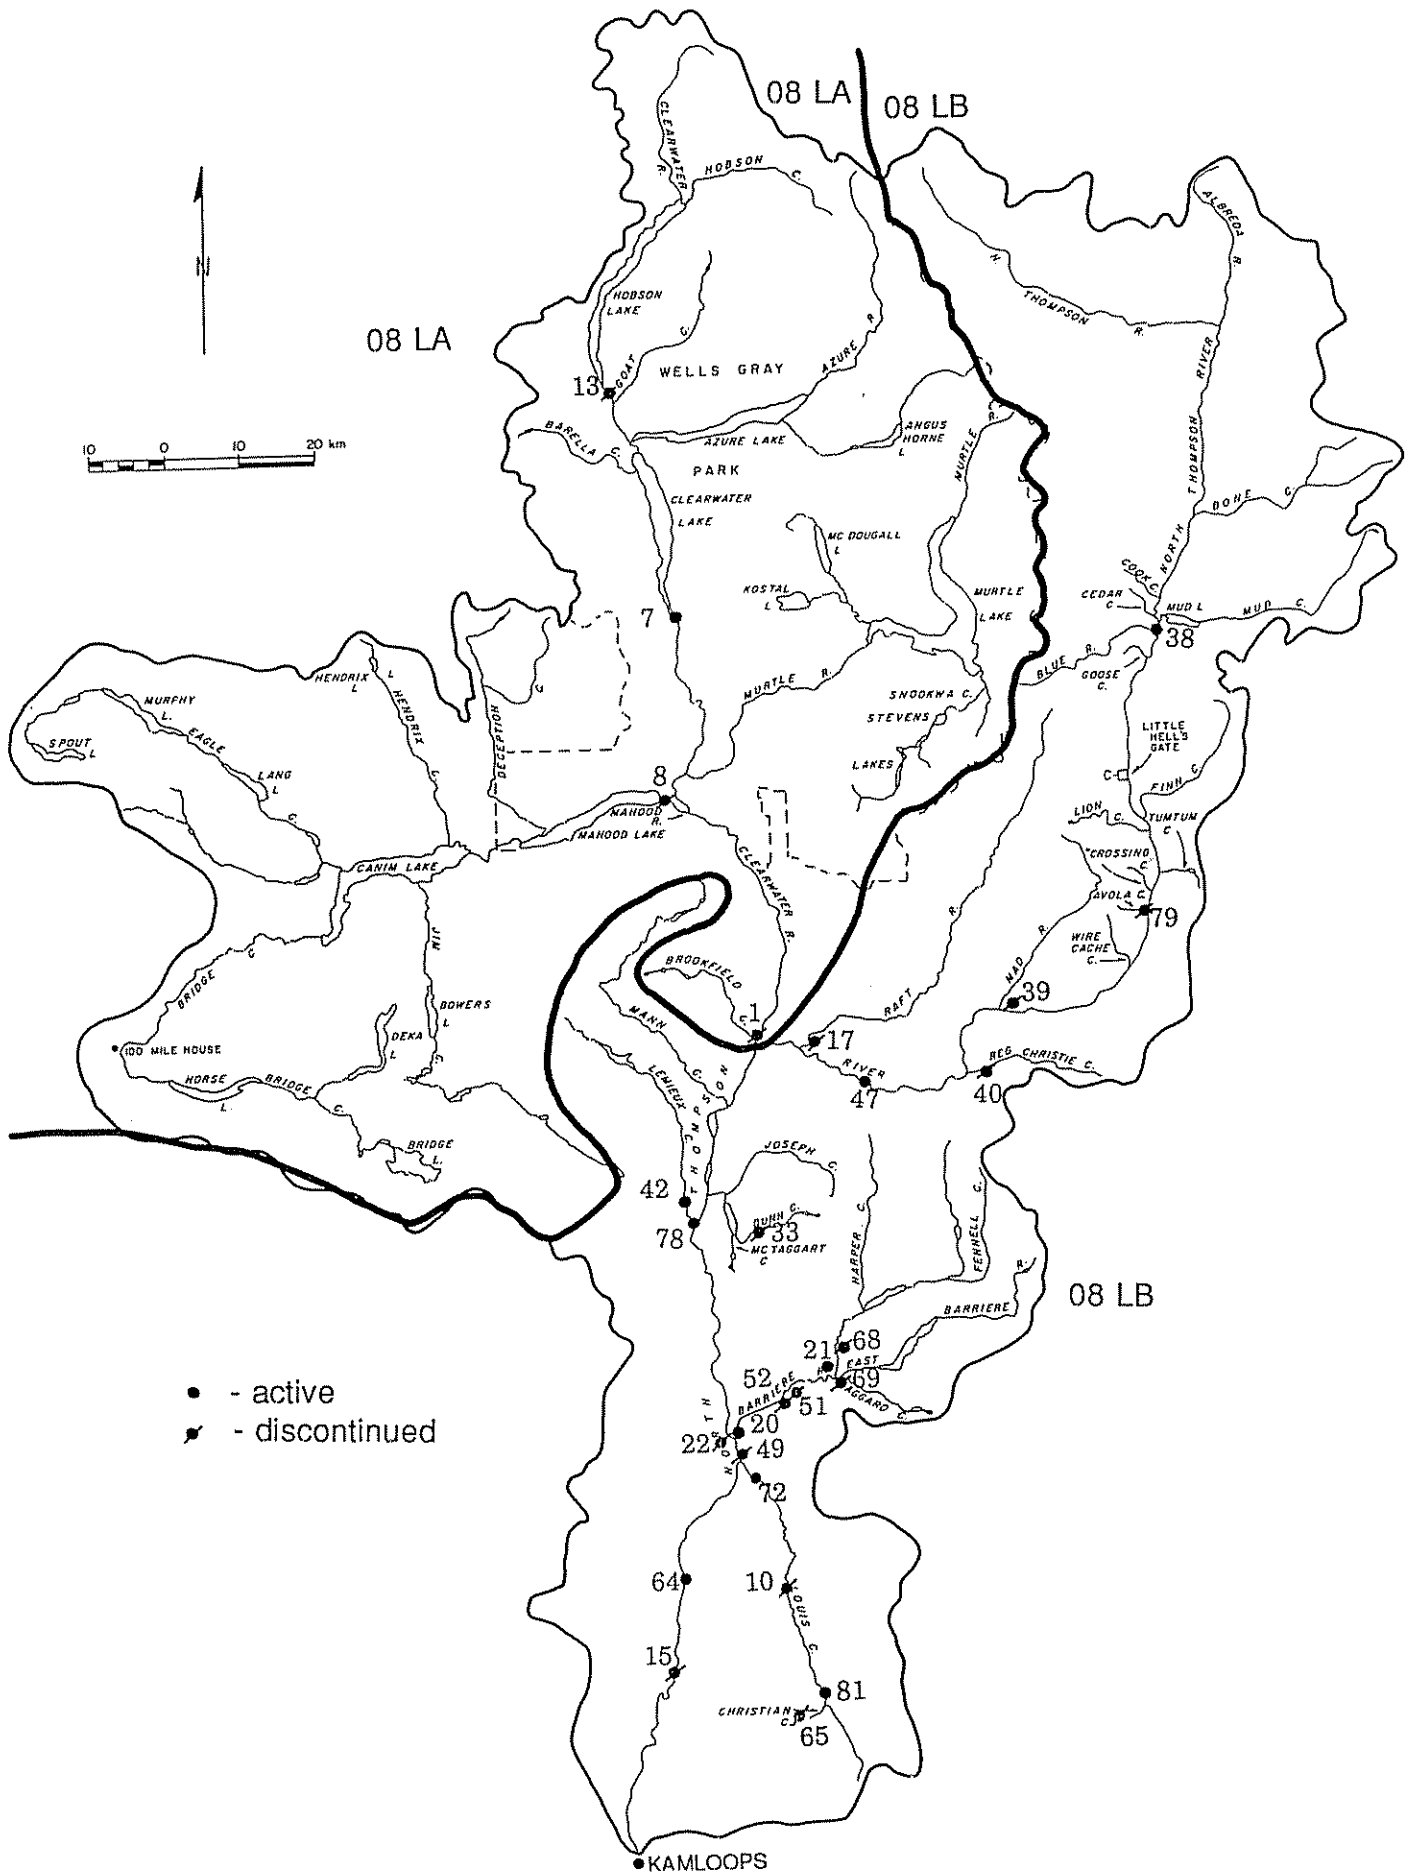 08 LA
08 LB
CLEARWATER
R.
HOBSON
C.
ALBREDA
R.
N
N.
THOMPSON
R.
HOBSON
LAKE
08 LA
GOAT
C.
WELLS GRAY
AZURE
R
13
RIVER
BARELLA
C.
AZURE LAKE
ANGUS
HORNE
L
MURTLE
R.
10 0 10 20 km
PARK
CLEARWATER
LAKE
THOMPSON
DOHE
C.
MC DOUGALL
L
NORTH
COOK C.
KOSTAL
L
MURTLE
LAKE
CEDAR
C
MUD L
MUD
C.
7
38
BLUE
R.
GOOSE
C.
HENDRIX
L
MURTLE
R.
SNOOKWA C.
STEVENS
LAKES
MURPHY
L.
EAGLE
HENDRIX
DECEPTION
C
SPOUT
L
LANG
L
C.
LITTLE
HELL'S
GATE
C
FINN
C.
8
MAHOOD
R.
MAHOOD LAKE
LION
C.
TUMTUM
C
CANIM LAKE
CLEARWATER
R.
"CROSSING
C.
AVOLA C.
79
JIM
WIRE
CACHE
C.
R.
MAD
BRIDGE
C
BROOKFIELD
C.
R.
RAFT
39
BOWERS
L
MANN
C.
1
17
DEKA
L
100 MILE HOUSE
C.
LEMIEUX
C.
RIVER
REG CHRISTIE C.
HORSE
L.
BRIDGE
C.
47
40
THOMPSON
BRIDGE
L.
JOSEPH
C.
42
DUNN C.
33
78
MC TAGGART
C
HARPER
C.
FENNELL
C.
R.
BARRIERE
08 LB
21
68
R
EAST
52
69
• - active
BARRIERE
51
AGGARD
C.
- discontinued
20
22
NORTH
49
72
64
10
LOUIS
C.
15
81
CHRISTIAN
C
65
KAMLOOPS